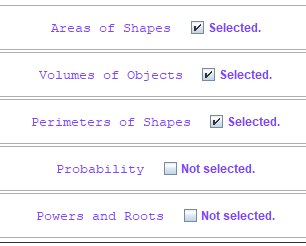 Areas of Shapes Selected.
Volumes of Objects Selected.
Perimeters of Shapes Selected.
Probability Not selected.
Powers and Roots Not selected.